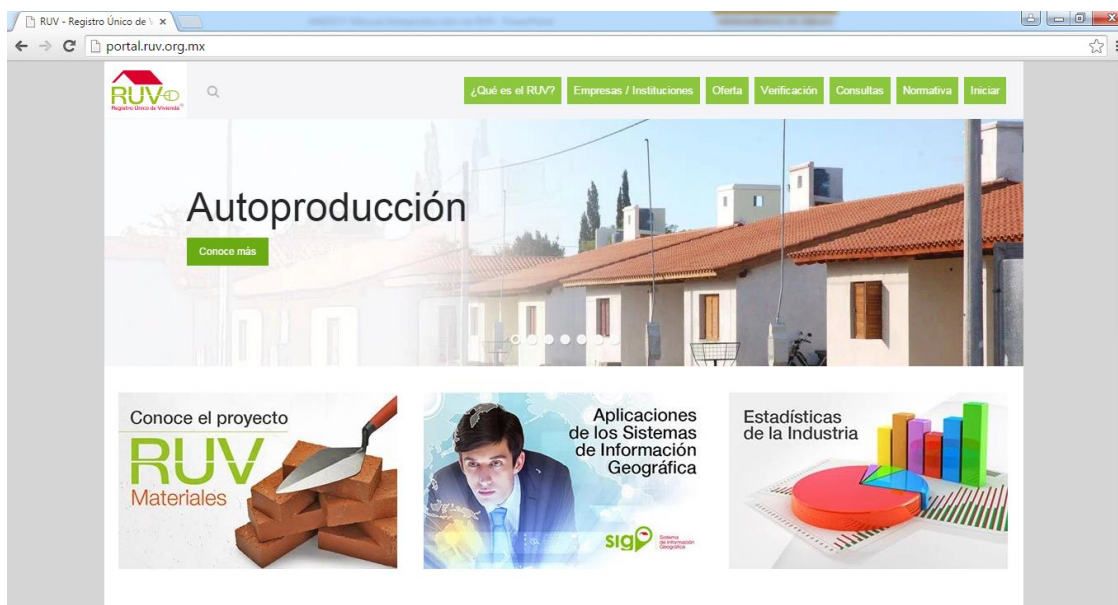 RUV - Registro Único de V
portal.ruv.org.mx
RUV
Registro Único de Vivienda
¿Qué es el RUV?
Empresas / Instituciones
Oferta
Verificación
Consultas
Normativa
Iniciar
Autoproducción
Conoce más
Conoce el proyecto
RUV
Materiales
Aplicaciones
de los Sistemas
de Información
Geográfica
sig
Sistema
de Información
Geográfica
Estadísticas
de la Industria